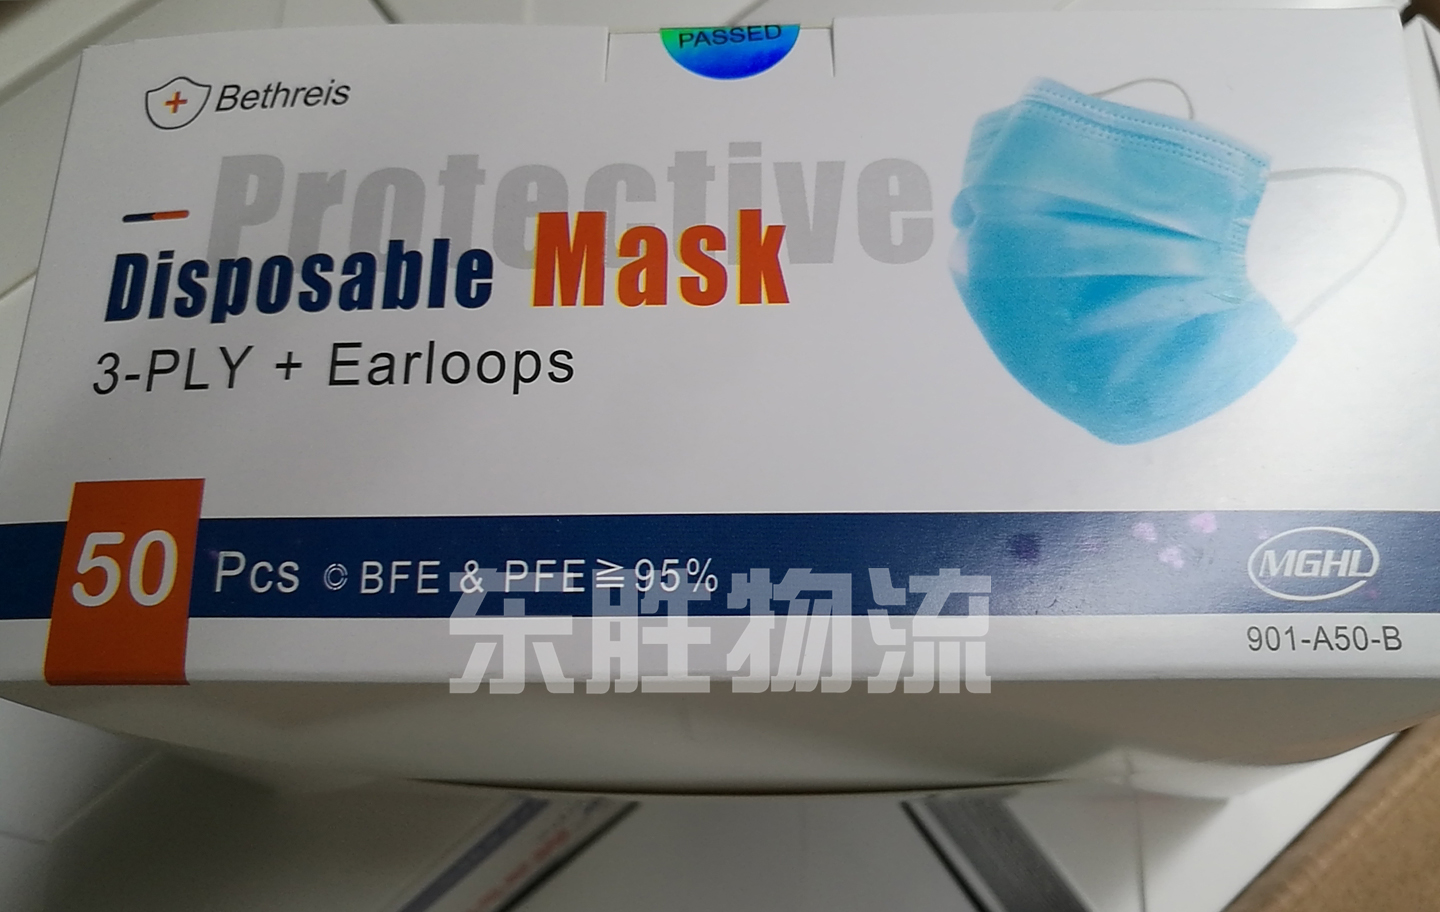 PASSED
Bethreis
Protective
Disposable Mask
3-PLY + Earloops
50 Pcs © BFE & PFE≧95%
MGHL
901-A50-B
东胜物流